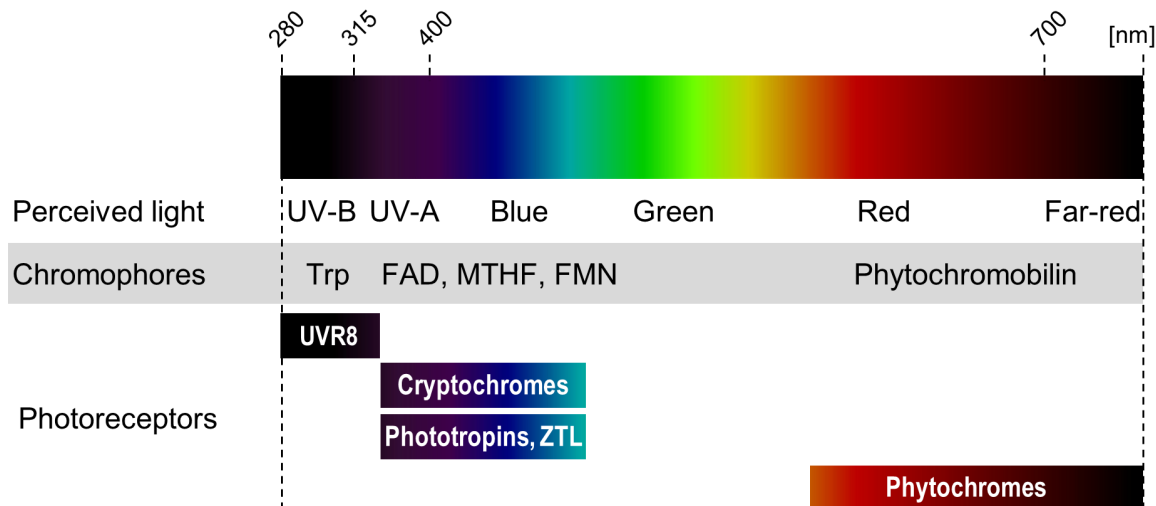 280 315 400 700 [nm]
Perceived light UV-B UV-A Blue Green Red Far-red
Chromophores Trp FAD, MTHF, FMN Phytochromobilin
UVR8
Cryptochromes
Photoreceptors
Phototropins, ZTL
Phytochromes